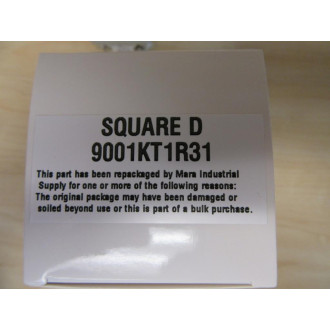 SQUARE D
9001KT1R31
This part has been repackaged by Mara Industrial
Supply for one or more of the following reasons:
The original package may have been damaged or
soiled beyond use or this is part of a bulk purchase.